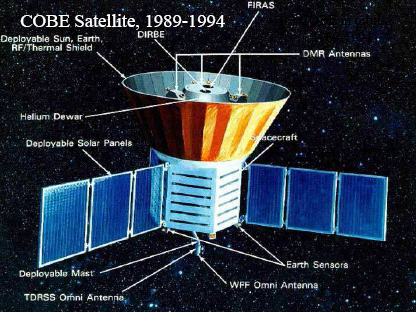 COBE Satellite, 1989-1994
FIRAS
DIRBE
Deployable Sun, Earth,
RF/Thermal Shield
DMR Antennas
Helium Dewar
Spacecraft
Deployable Solar Panels
Earth Sensors
Deployable Mast
WFF Omni Antenna
TDRSS Omni Antenna